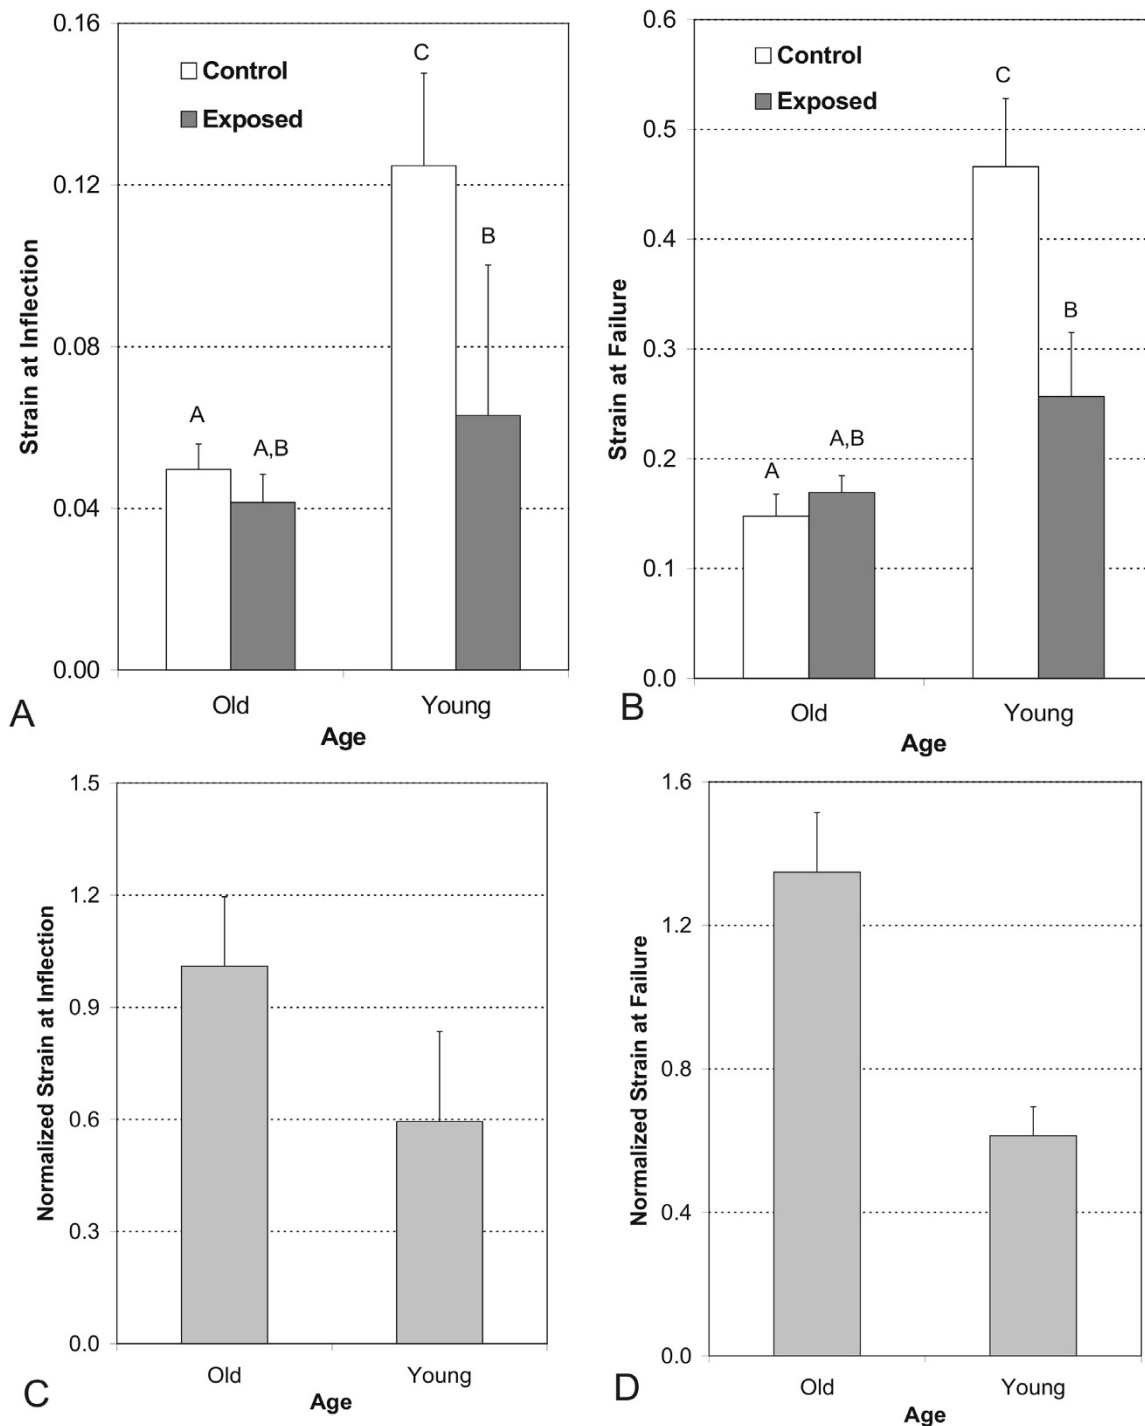 0.16
0.12
0.08
0.04
0.00
Strain at Inflection
Control
Exposed
A
A,B
C
B
Old
Young
Age
A
0.6
0.5
0.4
0.3
0.2
0.1
0.0
Strain at Failure
Control
Exposed
A
A,B
C
B
Old
Young
Age
B
1.5
1.2
0.9
0.6
0.3
0.0
Normalized Strain at Inflection
Old
Young
Age
C
1.6
1.2
0.8
0.4
0.0
Normalized Strain at Failure
Old
Young
Age
D